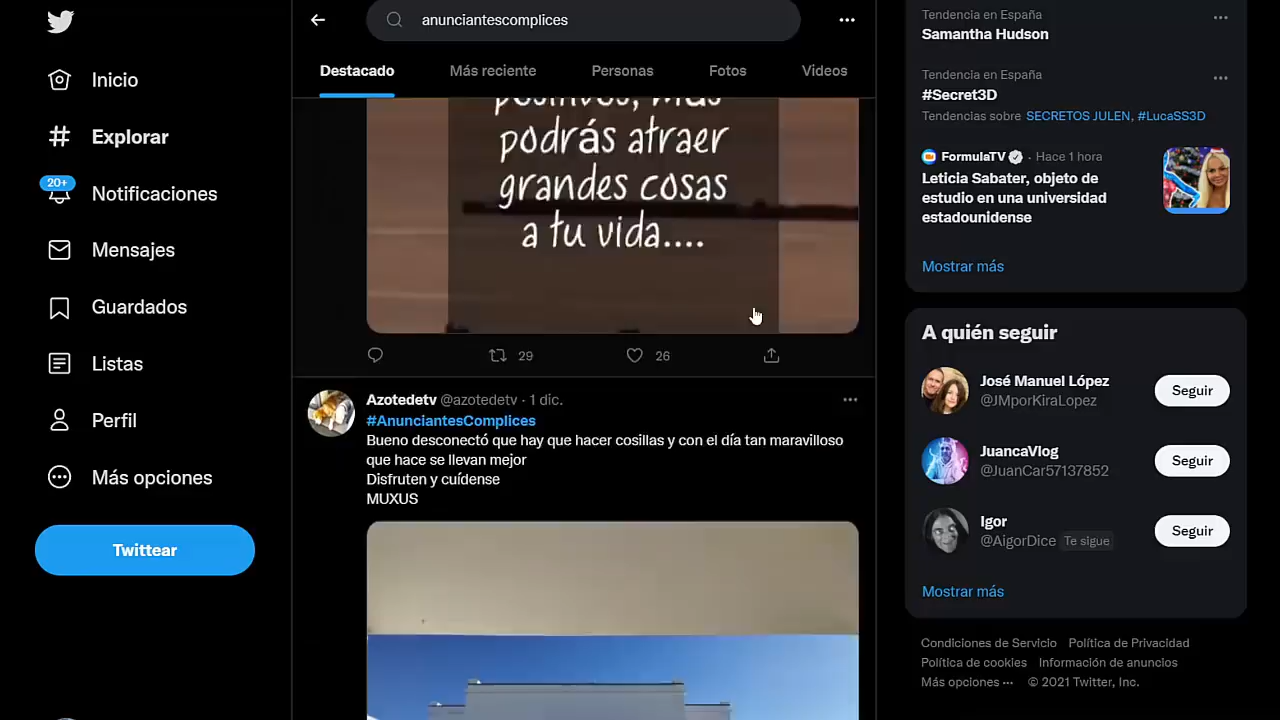 Inicio
Explorar
20+
Notificaciones
Mensajes
Guardados
Listas
Perfil
Más opciones
Twittear
anunciantescomplices
Destacado
Más reciente
Personas
Fotos
Videos
positivos, más
podrás atraer
grandes cosas
a tu vida....
29
26
Azotedetv @azotedetv · 1 dic.
#AnunciantesComplices
Bueno desconectó que hay que hacer cosillas y con el día tan maravilloso
que hace se llevan mejor
Disfruten y cuídense
MUXUS
Tendencia en España
Samantha Hudson
Tendencia en España
#Secret3D
Tendencias sobre SECRETOS JULEN, #LucaSS3D
FormulaTV · Hace 1 hora
Leticia Sabater, objeto de
estudio en una universidad
estadounidense
Mostrar más
A quién seguir
José Manuel López
@JMporKiraLopez
Seguir
JuancaVlog
@JuanCar57137852
Seguir
Igor
@AigorDice Te sigue
Seguir
Mostrar más
Condiciones de Servicio Política de Privacidad
Política de cookies Información de anuncios
Más opciones ··· © 2021 Twitter, Inc.